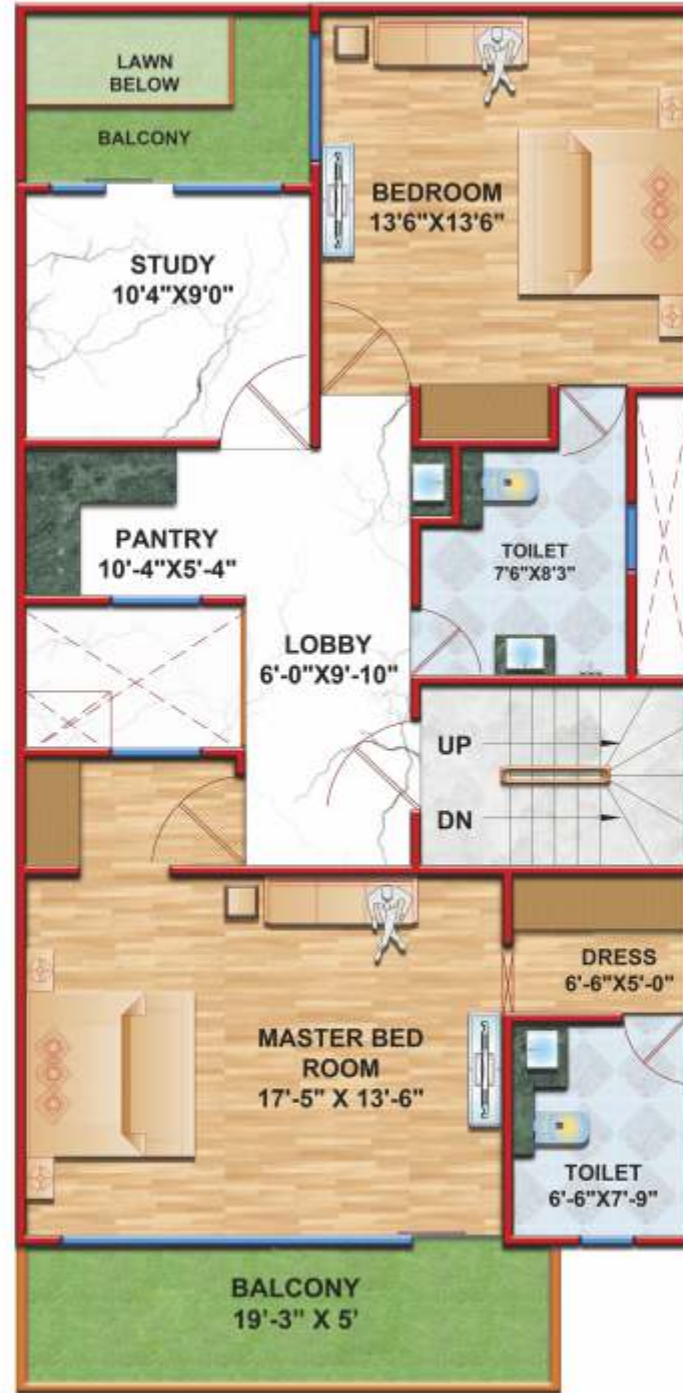 LAWN
BELOW
BALCONY
BEDROOM
13'6"X13'6"
STUDY
10'4"X9'0"
PANTRY
10'-4"X5'-4"
TOILET
7'6"X8'3"
LOBBY
6'-0"X9'-10"
UP
DN
DRESS
6'-6"X5'-0"
MASTER BED
ROOM
17'-5" X 13'-6"
TOILET
6'-6"X7'-9"
BALCONY
19'-3" X 5'